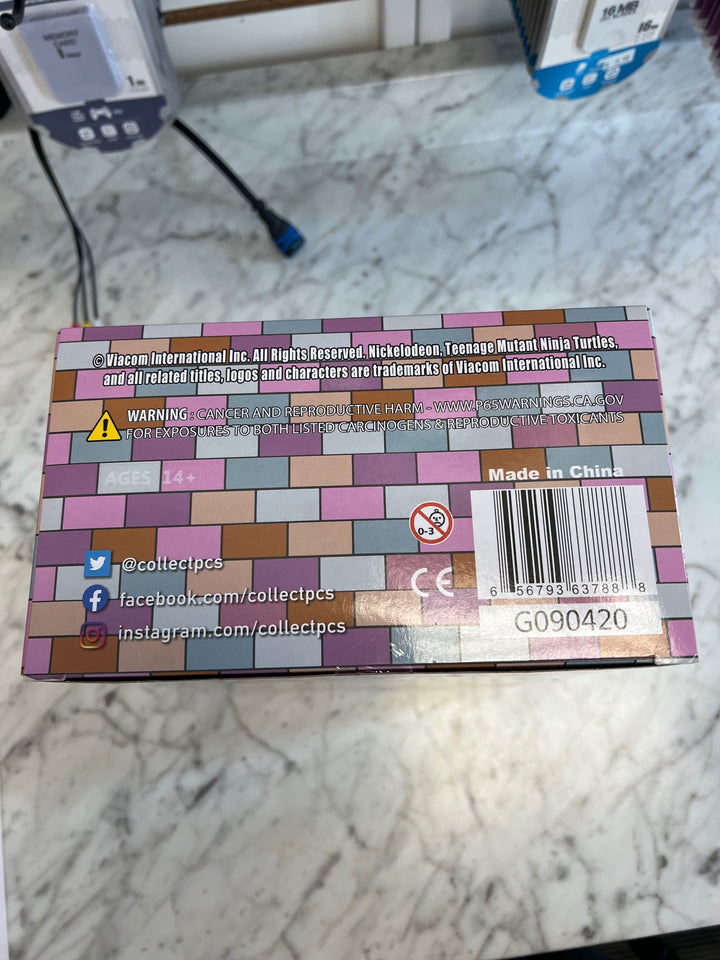 MEMORY
CARD
16 MB
© Viacom International Inc. All Rights Reserved. Nickelodeon, Teenage Mutant Ninja Turtles,
and all related titles, logos and characters are trademarks of Viacom International Inc.
WARNING : CANCER AND REPRODUCTIVE HARM - WWW.P65WARNINGS.CA.GOV
FOR EXPOSURES TO BOTH LISTED CARCINOGENS & REPRODUCTIVE TOXICANTS
AGES 14+
Made in China
0-3
@collectpcs
facebook.com/collectpcs
instagram.com/collectpcs
CE
6 56793 63788 8
G090420